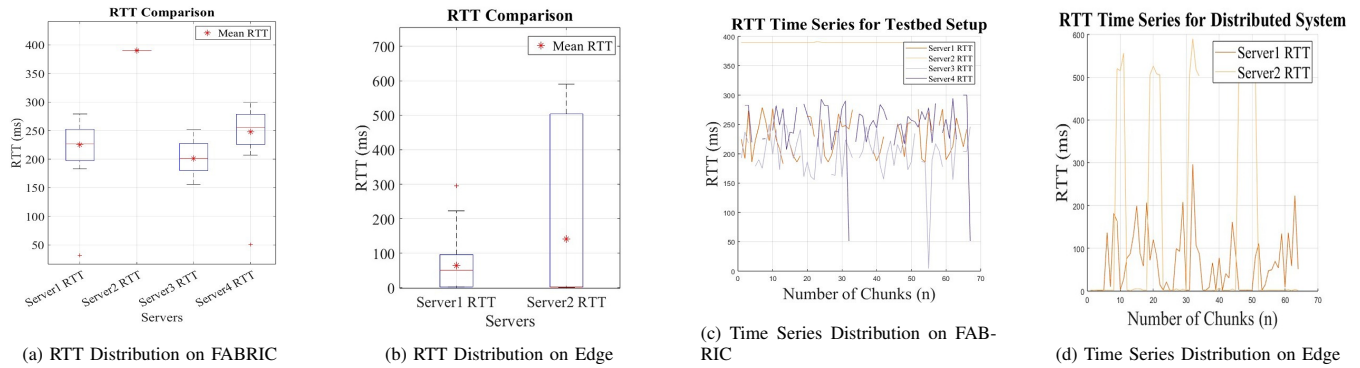 RTT Comparison
Mean RTT
400
350
300
250
200
150
100
50
RTT (ms)
Server1 RTT
Server2 RTT
Server3 RTT
Server4 RTT
Servers
(a) RTT Distribution on FABRIC
RTT Comparison
Mean RTT
700
600
500
400
300
200
100
0
RTT (ms)
Server1 RTT
Server2 RTT
Servers
(b) RTT Distribution on Edge
RTT Time Series for Testbed Setup
Server1 RTT
Server2 RTT
Server3 RTT
Server4 RTT
400
350
300
250
200
150
100
50
0
RTT (ms)
10
20
30
40
50
60
70
Number of Chunks (n)
(c) Time Series Distribution on FAB-
RIC
RTT Time Series for Distributed System
Server1 RTT
Server2 RTT
600
500
400
300
200
100
0
RTT (ms)
0
10
20
30
40
50
60
70
Number of Chunks (n)
(d) Time Series Distribution on Edge